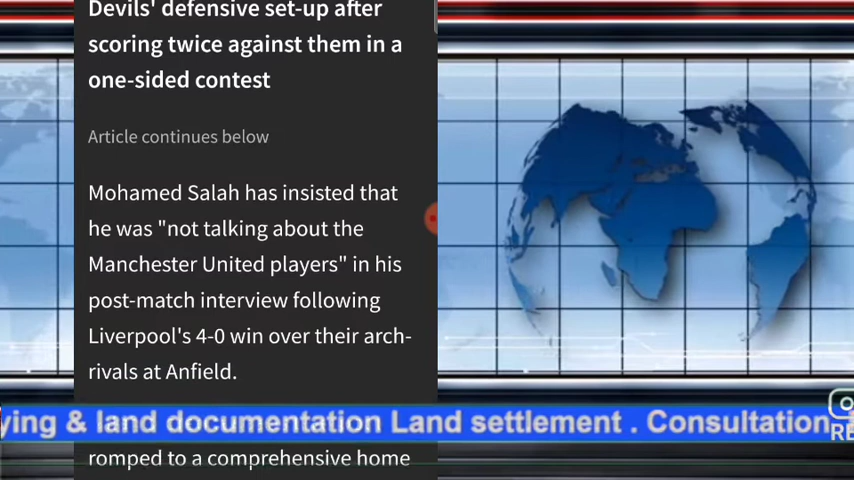 Devils' defensive set-up after
scoring twice against them in a
one-sided contest
Article continues below
Mohamed Salah has insisted that
he was "not talking about the
Manchester United players" in his
post-match interview following
Liverpool's 4-0 win over their arch-
rivals at Anfield.
ying & land documentation Land settlement . Consultation
RE
romped to a comprehensive home